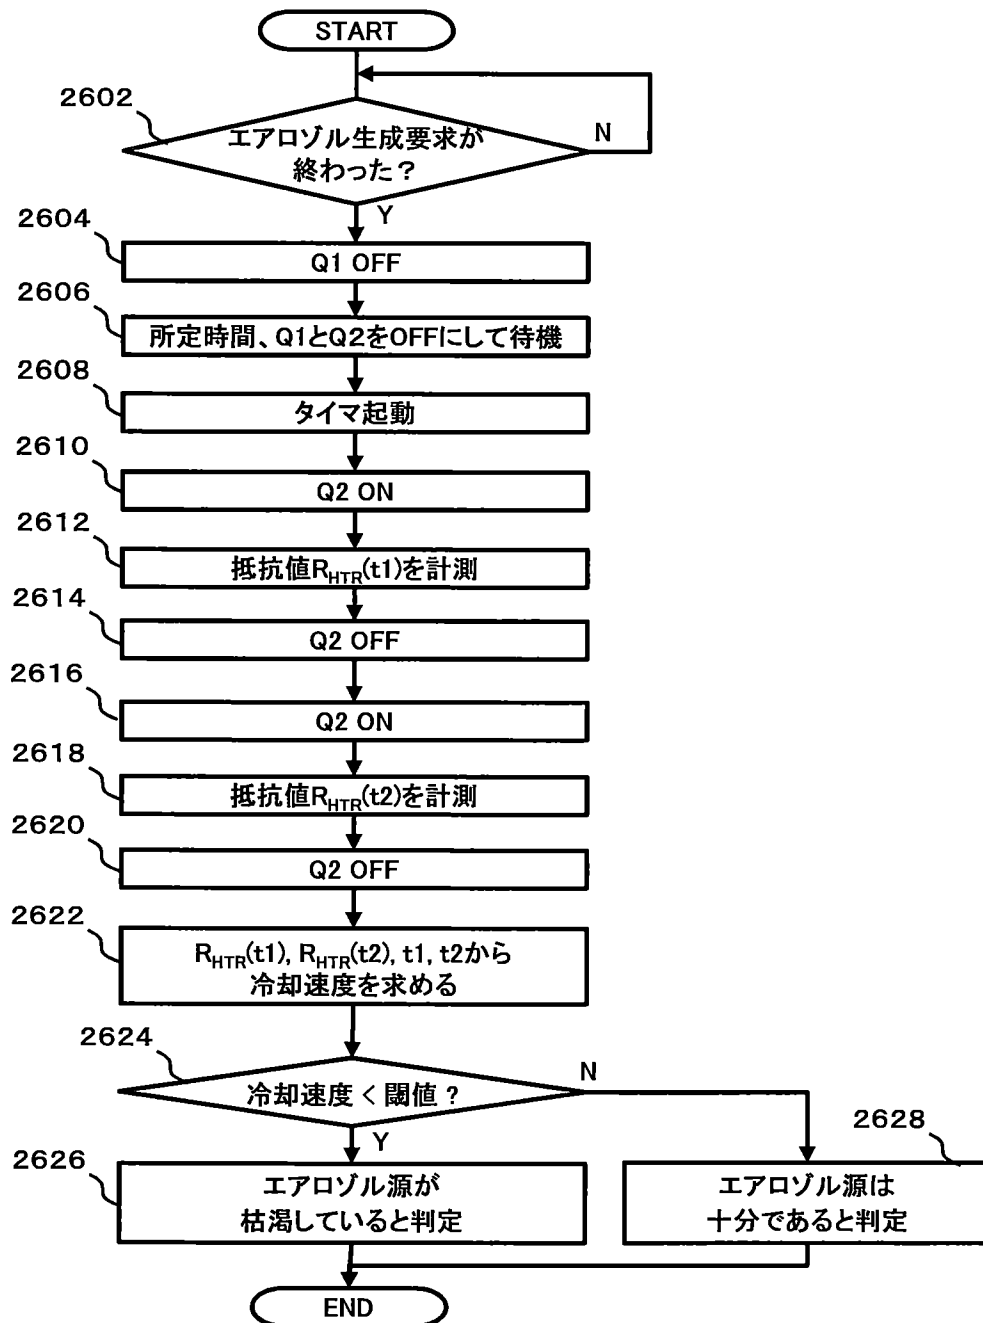 START
2602
エアロゾル生成要求が
終わった？
N
Y
2604
Q1 OFF
2606
所定時間、Q1とQ2をOFFにして待機
2608
タイマ起動
2610
Q2 ON
2612
抵抗値RHTR(t1)を計測
2614
Q2 OFF
2616
Q2 ON
2618
抵抗値RHTR(t2)を計測
2620
Q2 OFF
2622
RHTR(t1), RHTR(t2), t1, t2から
冷却速度を求める
2624
冷却速度 < 閾値？
N
Y
2626
エアロゾル源が
枯渇していると判定
2628
エアロゾル源は
十分であると判定
END